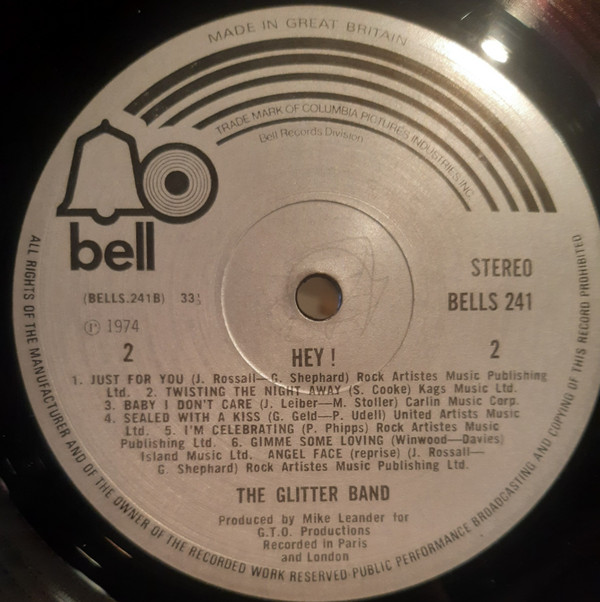 MADE IN GREAT BRITAIN
TRADE MARK OF COLUMBIA PICTURES INDUSTRIES, INC.
Bell Records Division
bell
STEREO
(BELLS.241B) 33⅓
BELLS 241
Ⓟ 1974
2 HEY! 2
1. JUST FOR YOU (J. Rossall—G. Shephard) Rock Artistes Music Publishing
Ltd. 2. TWISTING THE NIGHT AWAY (S. Cooke) Kags Music Ltd.
3. BABY I DON'T CARE (J. Leiber—M. Stoller) Carlin Music Corp.
4. SEALED WITH A KISS (G. Geld—P. Udell) United Artists Music
Ltd. 5. I'M CELEBRATING (P. Phipps) Rock Artistes Music
Publishing Ltd. 6. GIMME SOME LOVING (Winwood—Davies)
Island Music Ltd. ANGEL FACE (reprise) (J. Rossall—
G. Shephard) Rock Artistes Music Publishing Ltd.
THE GLITTER BAND
Produced by Mike Leander for
G.T.O. Productions
Recorded in Paris
and London
ALL RIGHTS OF THE MANUFACTURER AND OF THE OWNER OF THE RECORDED WORK RESERVED·PUBLIC PERFORMANCE BROADCASTING AND COPYING OF THIS RECORD PROHIBITED